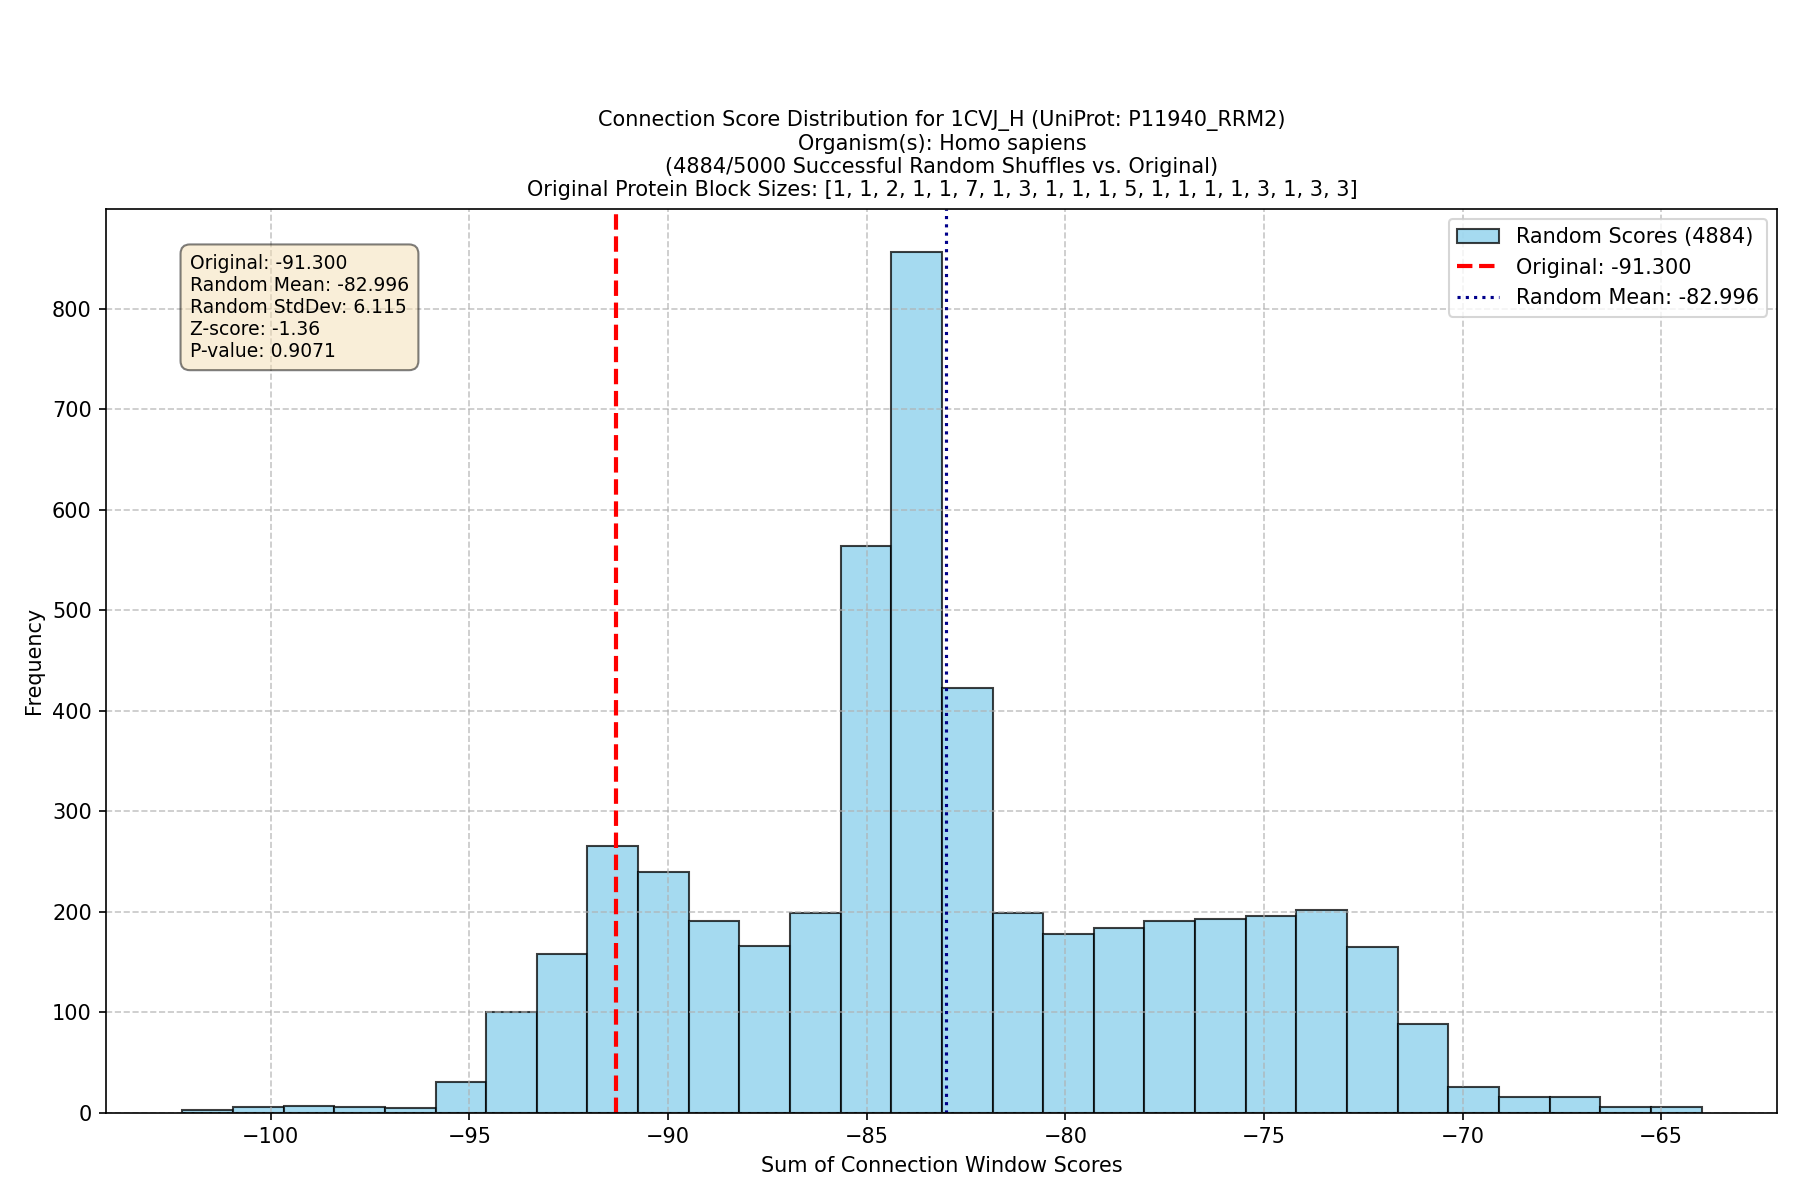 Connection Score Distribution for 1CVJ_H (UniProt: P11940_RRM2)
Organism(s): Homo sapiens
(4884/5000 Successful Random Shuffles vs. Original)
Original Protein Block Sizes: [1, 1, 2, 1, 1, 7, 1, 3, 1, 1, 1, 5, 1, 1, 1, 1, 3, 1, 3, 3]
Original: -91.300
Random Mean: -82.996
Random StdDev: 6.115
Z-score: -1.36
P-value: 0.9071
Random Scores (4884)
Original: -91.300
Random Mean: -82.996
Frequency
800
700
600
500
400
300
200
100
0
−100 −95 −90 −85 −80 −75 −70 −65
Sum of Connection Window Scores